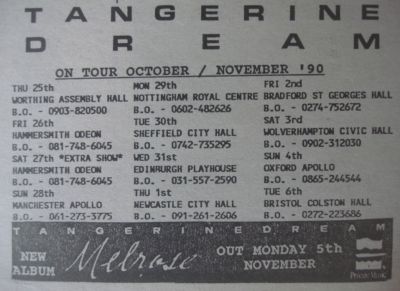 TANGERINE
DREAM
ON TOUR OCTOBER / NOVEMBER '90
THU 25th
WORTHING ASSEMBLY HALL
B.O. - 0903-820500
FRI 26th
HAMMERSMITH ODEON
B.O. - 081-748-6045
SAT 27th *EXTRA SHOW*
HAMMERSMITH ODEON
B.O. - 081-748-6045
SUN 28th
MANCHESTER APOLLO
B.O. - 061-273-3775
MON 29th
NOTTINGHAM ROYAL CENTRE
B.O. - 0602-482626
TUE 30th
SHEFFIELD CITY HALL
B.O. - 0742-735295
WED 31st
EDINBURGH PLAYHOUSE
B.O. - 031-557-2590
THU 1st
NEWCASTLE CITY HALL
B.O. - 091-261-2606
FRI 2nd
BRADFORD ST GEORGES HALL
B.O. - 0274-752672
SAT 3rd
WOLVERHAMPTON CIVIC HALL
B.O. - 0902-312030
SUN 4th
OXFORD APOLLO
B.O. - 0865-244544
TUE 6th
BRISTOL COLSTON HALL
B.O. - 0272-223686
TANGERINE DREAM
NEW
ALBUM
Melrose
OUT MONDAY 5th
NOVEMBER
Private Music